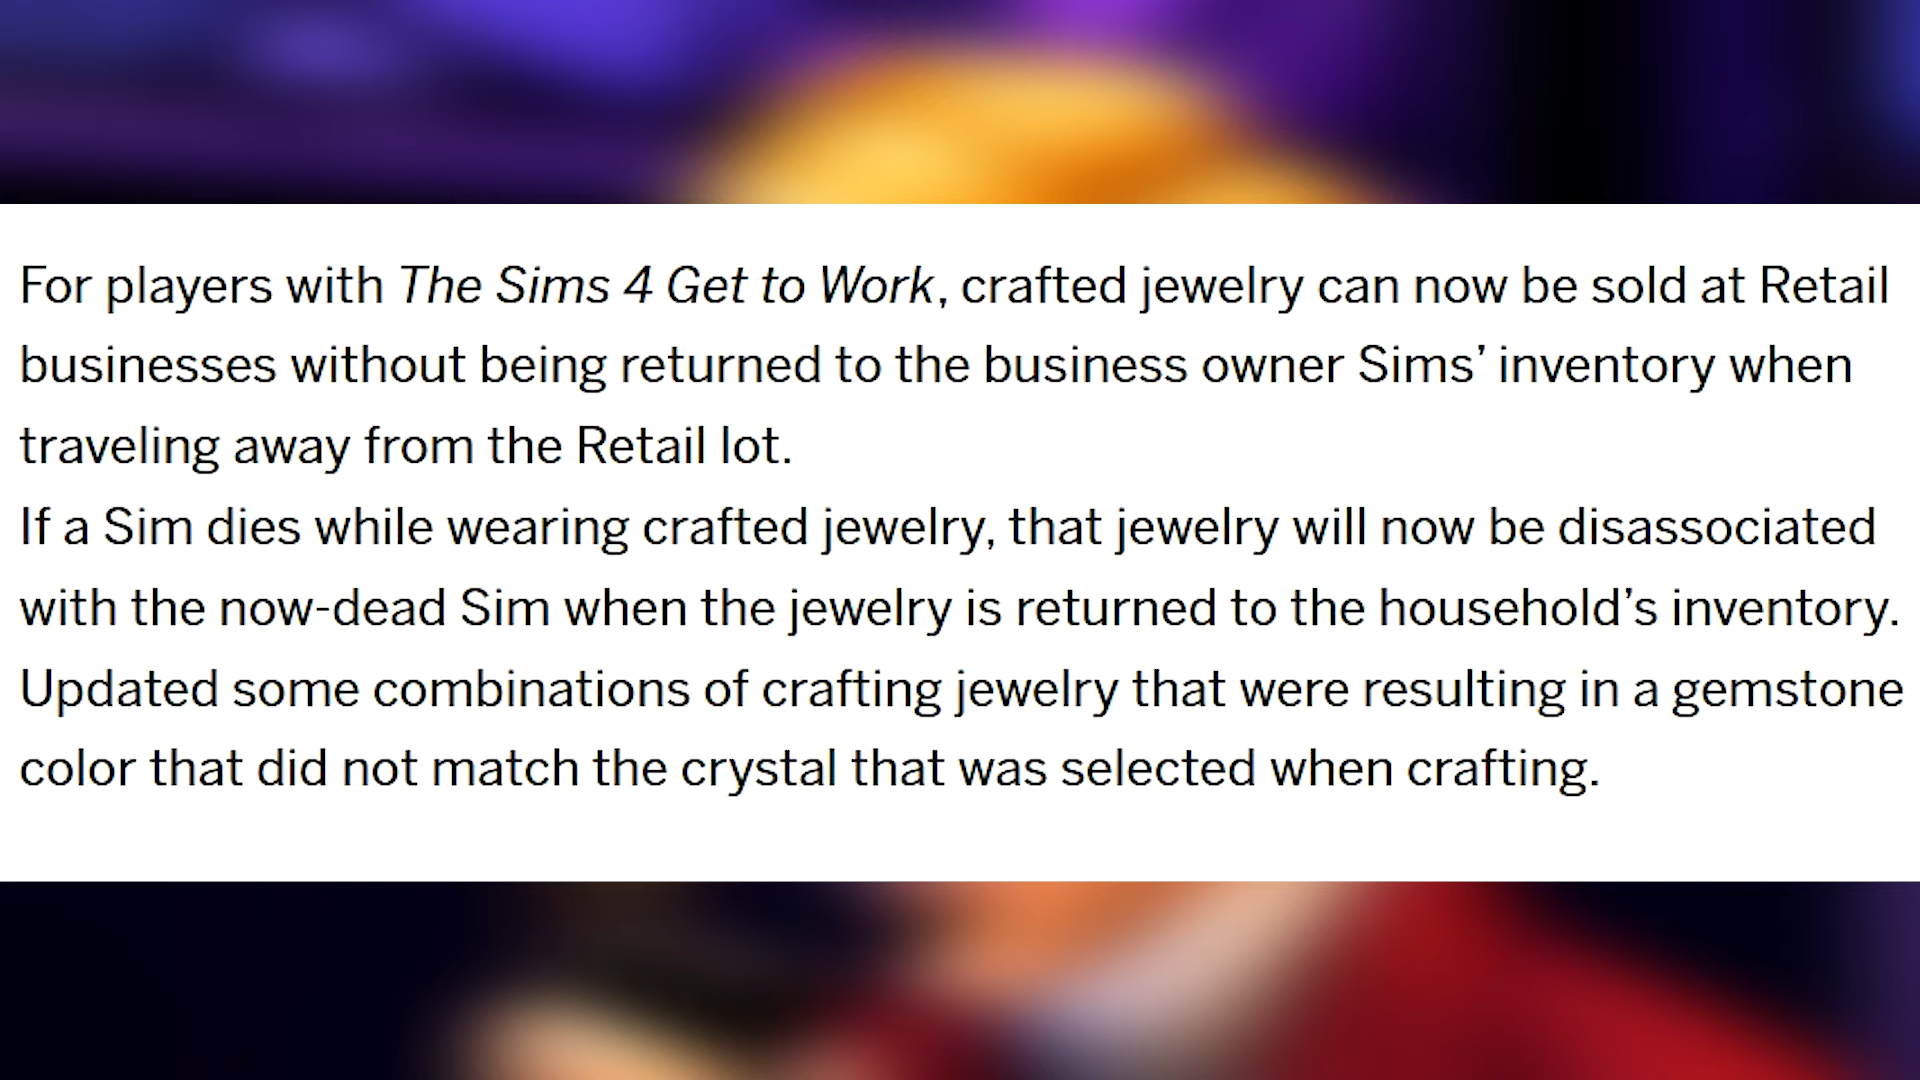 For players with The Sims 4 Get to Work, crafted jewelry can now be sold at Retail
businesses without being returned to the business owner Sims’ inventory when
traveling away from the Retail lot.
If a Sim dies while wearing crafted jewelry, that jewelry will now be disassociated
with the now-dead Sim when the jewelry is returned to the household’s inventory.
Updated some combinations of crafting jewelry that were resulting in a gemstone
color that did not match the crystal that was selected when crafting.